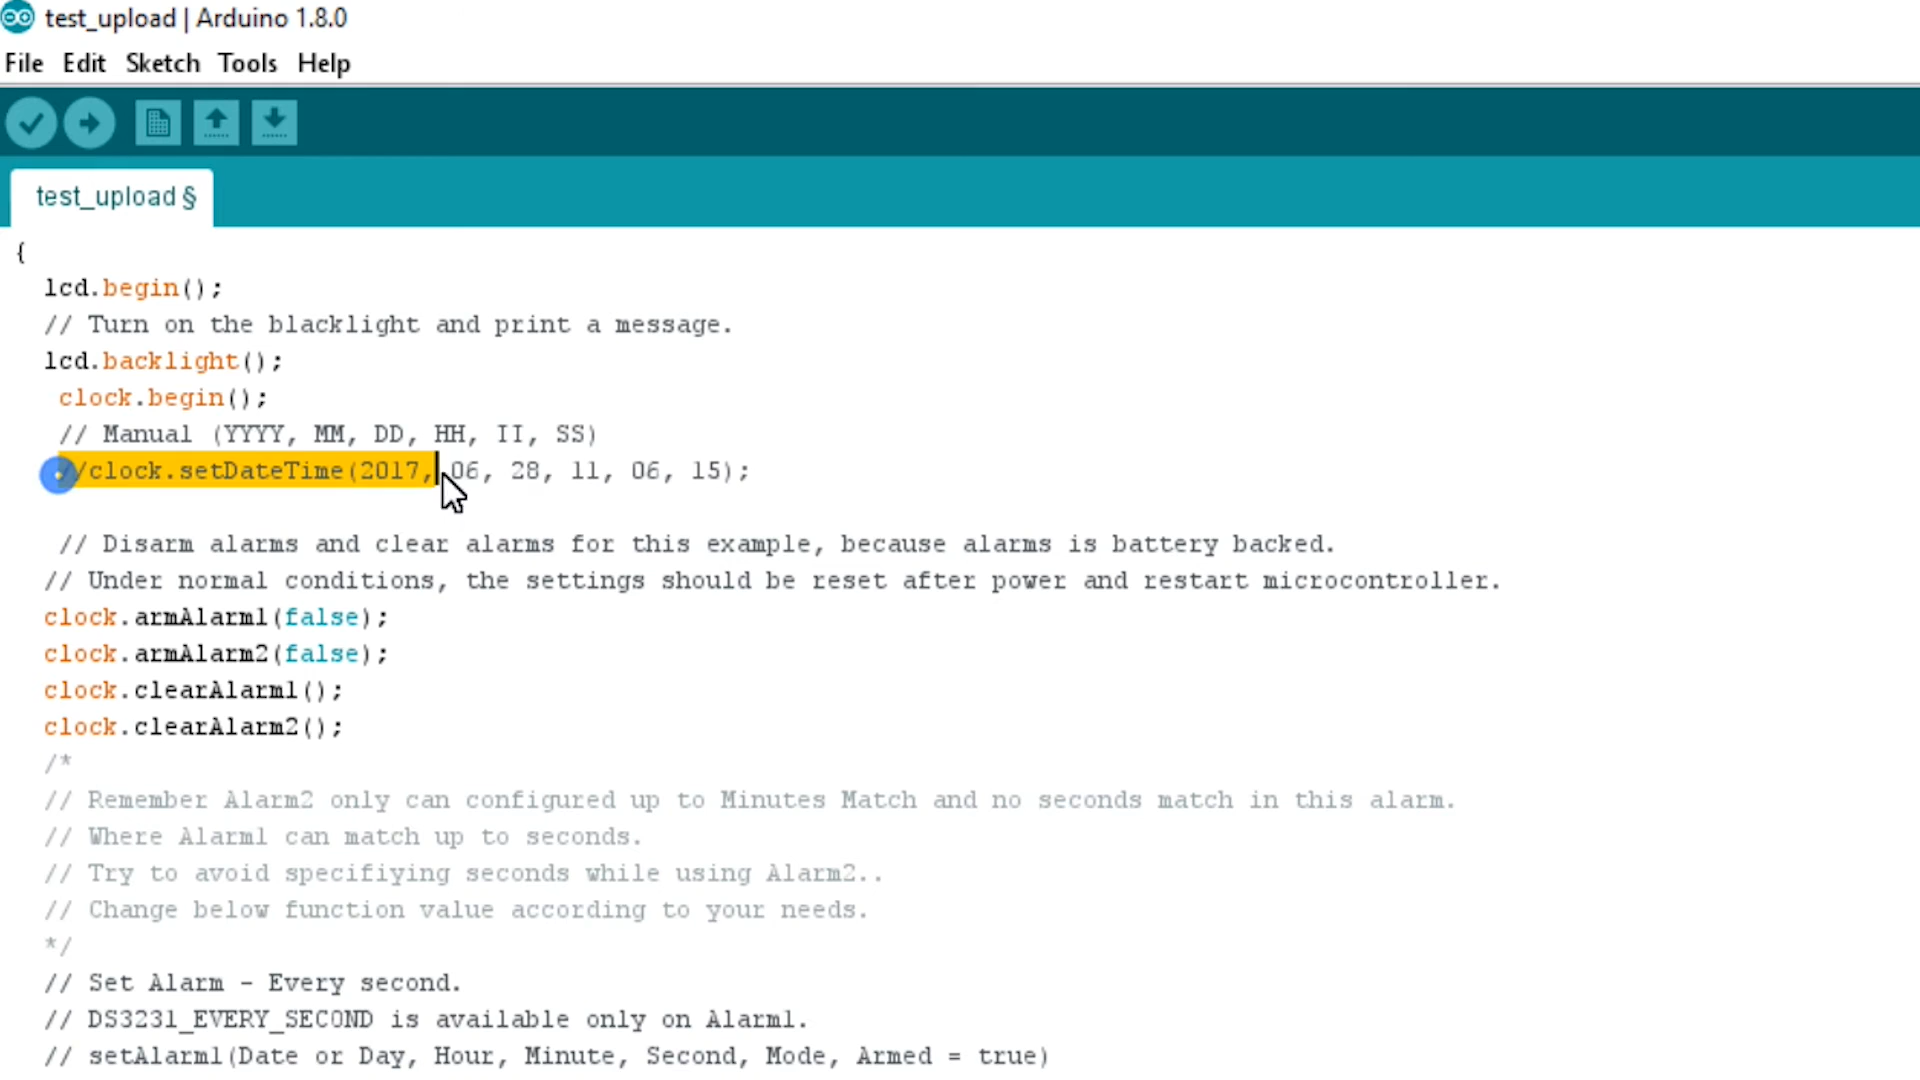 test_upload | Arduino 1.8.0
File Edit Sketch Tools Help
test_upload §
{
lcd.begin();
// Turn on the blacklight and print a message.
lcd.backlight();
clock.begin();
// Manual (YYYY, MM, DD, HH, II, SS)
//clock.setDateTime(2017, 06, 28, 11, 06, 15);
// Disarm alarms and clear alarms for this example, because alarms is battery backed.
// Under normal conditions, the settings should be reset after power and restart microcontroller.
clock.armAlarm1(false);
clock.armAlarm2(false);
clock.clearAlarm1();
clock.clearAlarm2();
/*
// Remember Alarm2 only can configured up to Minutes Match and no seconds match in this alarm.
// Where Alarm1 can match up to seconds.
// Try to avoid specifiying seconds while using Alarm2..
// Change below function value according to your needs.
*/
// Set Alarm - Every second.
// DS3231_EVERY_SECOND is available only on Alarm1.
// setAlarm1(Date or Day, Hour, Minute, Second, Mode, Armed = true)